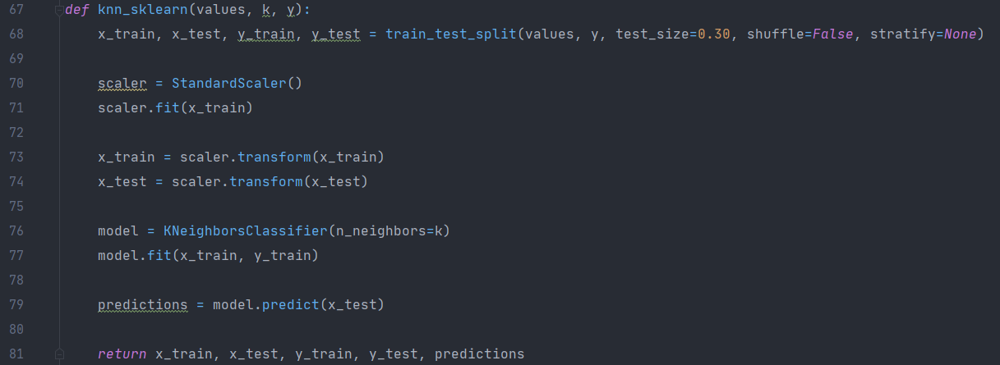 67 def knn_sklearn(values, k, y):
68     x_train, x_test, y_train, y_test = train_test_split(values, y, test_size=0.30, shuffle=False, stratify=None)
69
70     scaler = StandardScaler()
71     scaler.fit(x_train)
72
73     x_train = scaler.transform(x_train)
74     x_test = scaler.transform(x_test)
75
76     model = KNeighborsClassifier(n_neighbors=k)
77     model.fit(x_train, y_train)
78
79     predictions = model.predict(x_test)
80
81     return x_train, x_test, y_train, y_test, predictions